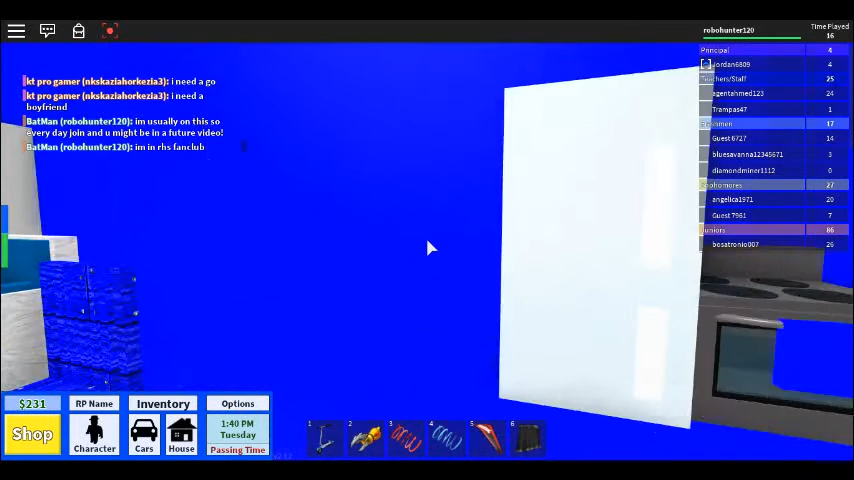 robohunter120
Time Played
16
Principal 4
Jordan6809 4
Teachers/Staff 25
agentahmed123 24
Trampas47 1
17
Guest 6727 14
bluesavanna12345671 3
diamondminer1112 0
Sophomores 27
angelica1971 20
Guest 7961 7
Juniors 86
bosatronio007 26
kt pro gamer (nkskaziahorkezia3): i need a go
kt pro gamer (nkskaziahorkezia3): i need a
boyfriend
BatMan (robohunter120): im usually on this so
every day join and u might be in a future video!
BatMan (robohunter120): im in rhs fanclub
$231
RP Name
Inventory
Options
Shop
Character
Cars
House
1:40 PM
Tuesday
Passing Time
1
2
3
4
5
6